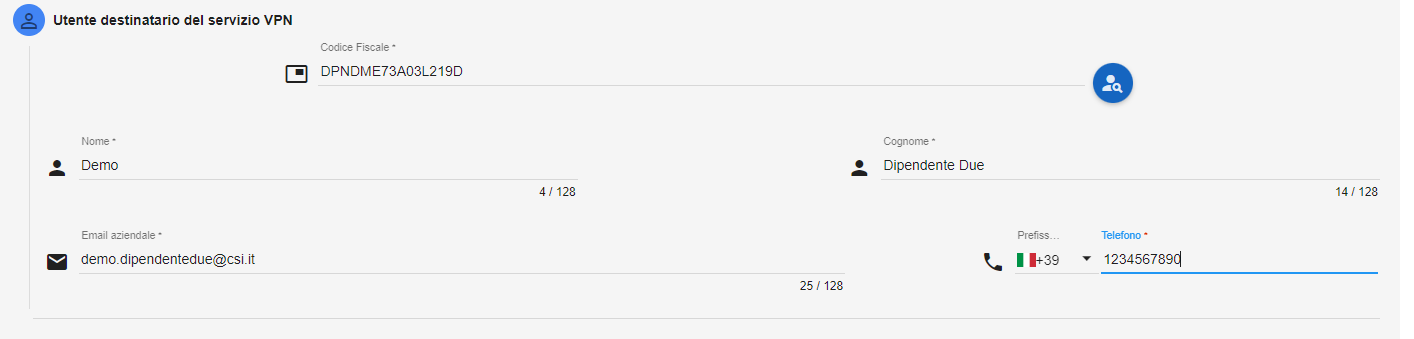 Utente destinatario del servizio VPN
Codice Fiscale *
DPNDME73A03L219D
Nome *
Demo
4 / 128
Cognome *
Dipendente Due
14 / 128
Email aziendale *
demo.dipendentedue@csi.it
25 / 128
Prefiss...
+39
Telefono *
1234567890